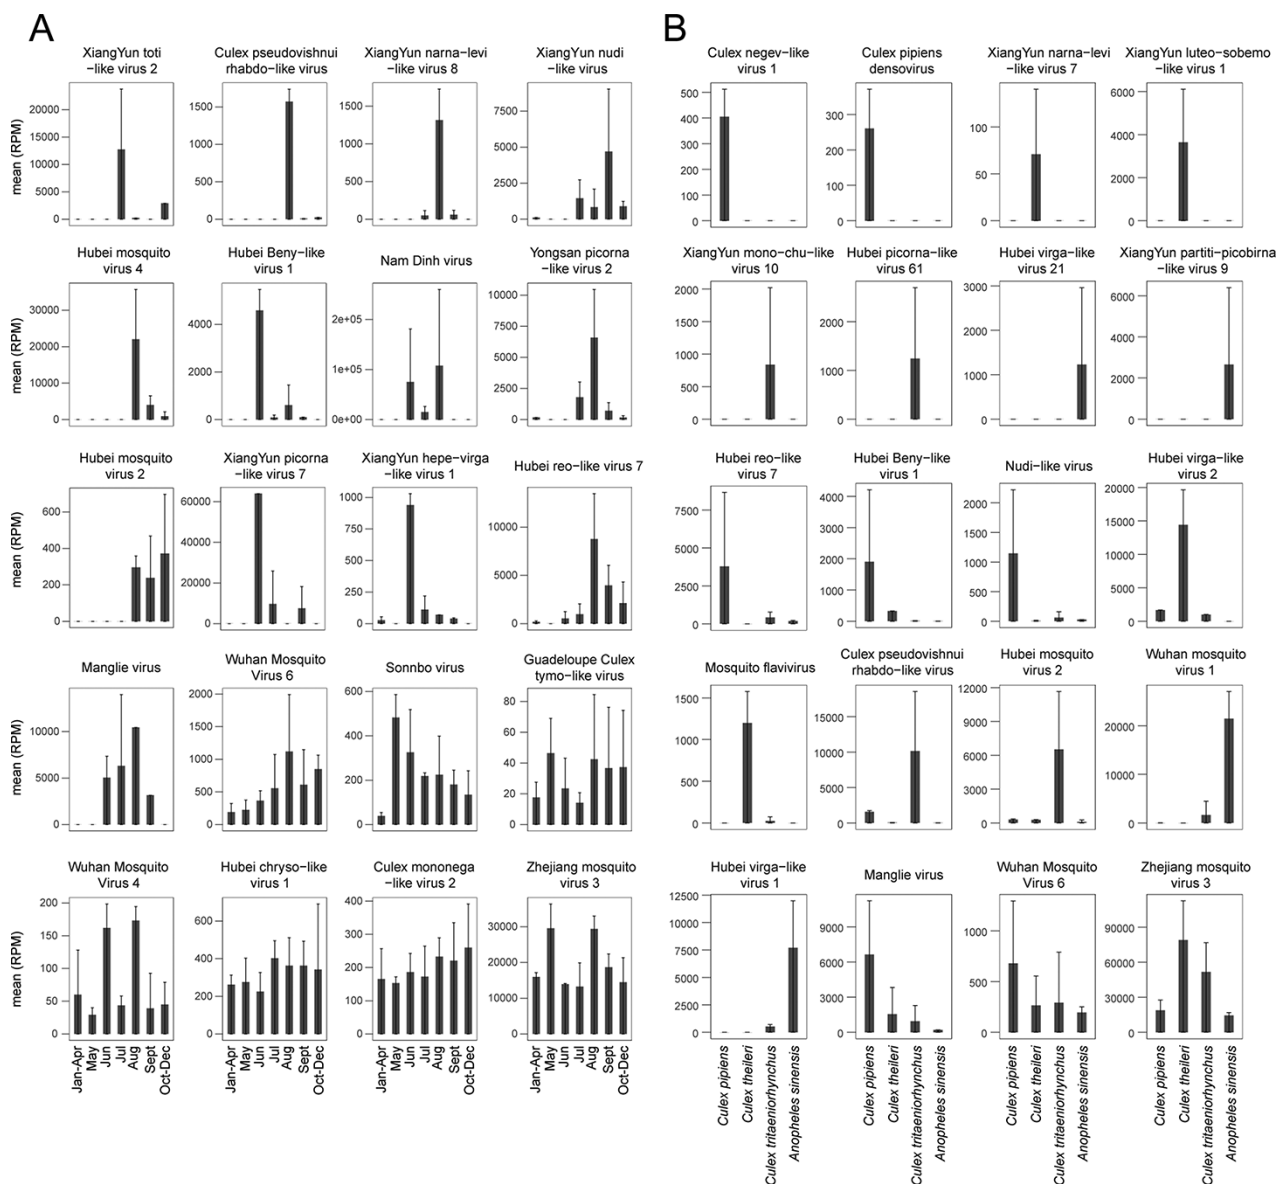 A
B
XiangYun toti
−like virus 2
Culex pseudovishnui
rhabdo−like virus
XiangYun narna−levi
−like virus 8
XiangYun nudi
−like virus
Culex negev−like
virus 1
Culex pipiens
densovirus
XiangYun narna−levi
−like virus 7
XiangYun luteo−sobemo
−like virus 1
mean (RPM)
20000
15000
10000
5000
0
1500
1000
500
0
1500
1000
500
0
7500
5000
2500
0
500
400
300
200
100
0
300
200
100
0
100
50
0
6000
4000
2000
0
Hubei mosquito
virus 4
Hubei Beny−like
virus 1
Nam Dinh virus
Yongsan picorna
−like virus 2
XiangYun mono−chu−like
virus 10
Hubei picorna−like
virus 61
Hubei virga−like
virus 21
XiangYun partiti−picobirna
−like virus 9
mean (RPM)
30000
20000
10000
0
4000
2000
0
2e+05
1e+05
0e+00
10000
7500
5000
2500
0
2000
1500
1000
500
0
2000
1000
0
3000
2000
1000
0
6000
4000
2000
0
Hubei mosquito
virus 2
XiangYun picorna
−like virus 7
XiangYun hepe−virga
−like virus 1
Hubei reo−like virus 7
Hubei reo−like
virus 7
Hubei Beny−like
virus 1
Nudi−like virus
Hubei virga−like
virus 2
mean (RPM)
600
400
200
0
60000
40000
20000
0
1000
750
500
250
0
10000
5000
0
7500
5000
2500
0
4000
3000
2000
1000
0
2000
1500
1000
500
0
20000
15000
10000
5000
0
Manglie virus
Wuhan Mosquito
Virus 6
Sonnbo virus
Guadeloupe Culex
tymo−like virus
Mosquito flavivirus
Culex pseudovishnui
rhabdo−like virus
Hubei mosquito
virus 2
Wuhan mosquito
virus 1
mean (RPM)
10000
5000
0
2000
1500
1000
500
0
600
400
200
0
80
60
40
20
0
1500
1000
500
0
15000
10000
5000
0
12000
9000
6000
3000
0
20000
10000
0
Wuhan Mosquito
Virus 4
Hubei chryso−like
virus 1
Culex mononega
−like virus 2
Zhejiang mosquito
virus 3
Hubei virga−like
virus 1
Manglie virus
Wuhan Mosquito
Virus 6
Zhejiang mosquito
virus 3
mean (RPM)
200
150
100
50
0
600
400
200
0
400
300
200
100
0
30000
20000
10000
0
12500
10000
7500
5000
2500
0
9000
6000
3000
0
1000
500
0
90000
60000
30000
0
Jan-Apr
May
Jun
Jul
Aug
Sept
Oct-Dec
Jan-Apr
May
Jun
Jul
Aug
Sept
Oct-Dec
Jan-Apr
May
Jun
Jul
Aug
Sept
Oct-Dec
Jan-Apr
May
Jun
Jul
Aug
Sept
Oct-Dec
Culex pipiens
Culex theileri
Culex tritaeniorhynchus
Anopheles sinensis
Culex pipiens
Culex theileri
Culex tritaeniorhynchus
Anopheles sinensis
Culex pipiens
Culex theileri
Culex tritaeniorhynchus
Anopheles sinensis
Culex pipiens
Culex theileri
Culex tritaeniorhynchus
Anopheles sinensis